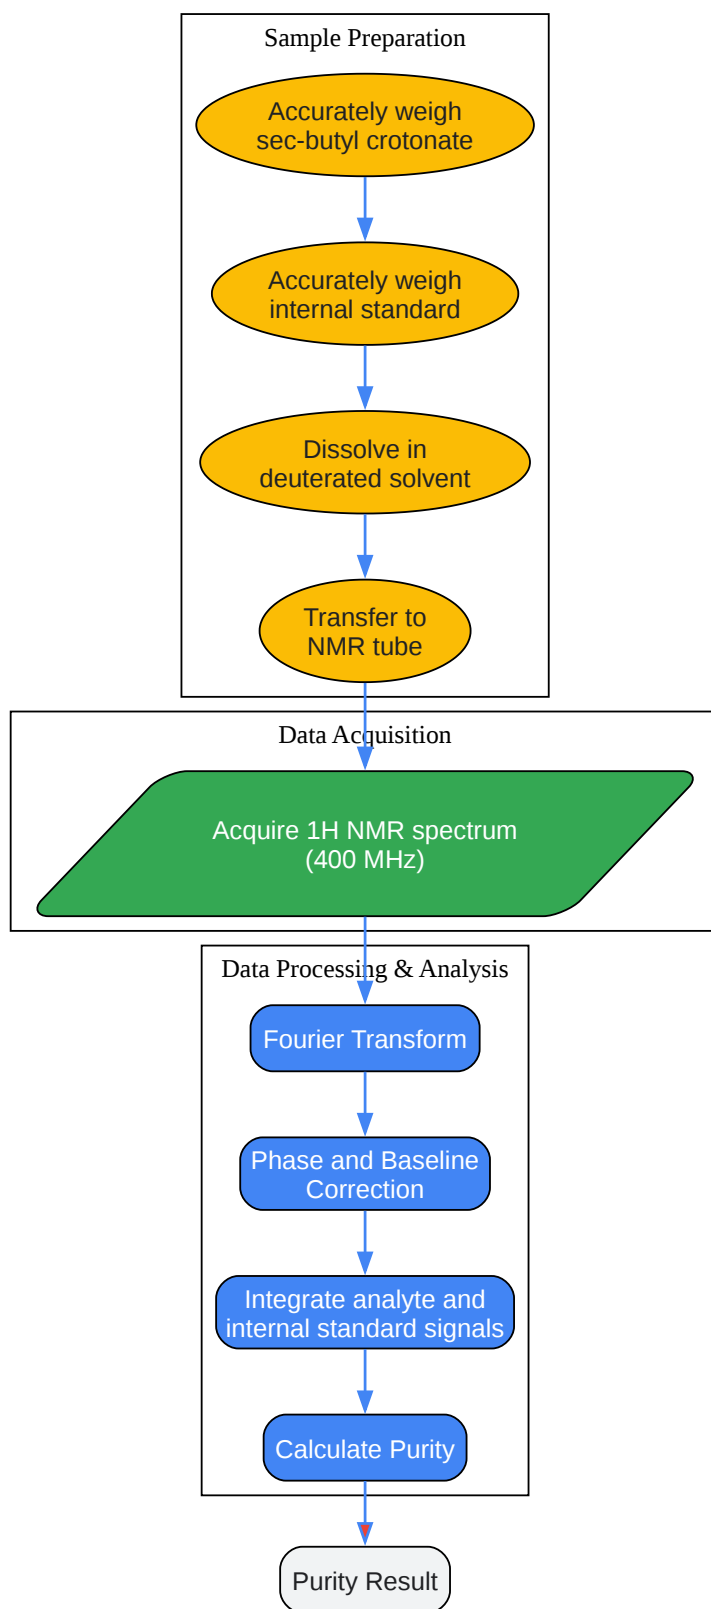 Sample Preparation
Accurately weigh
sec-butyl crotonate
Accurately weigh
internal standard
Dissolve in
deuterated solvent
Transfer to
NMR tube
Data Acquisition
Acquire 1H NMR spectrum
(400 MHz)
Data Processing & Analysis
Fourier Transform
Phase and Baseline
Correction
Integrate analyte and
internal standard signals
Calculate Purity
Purity Result